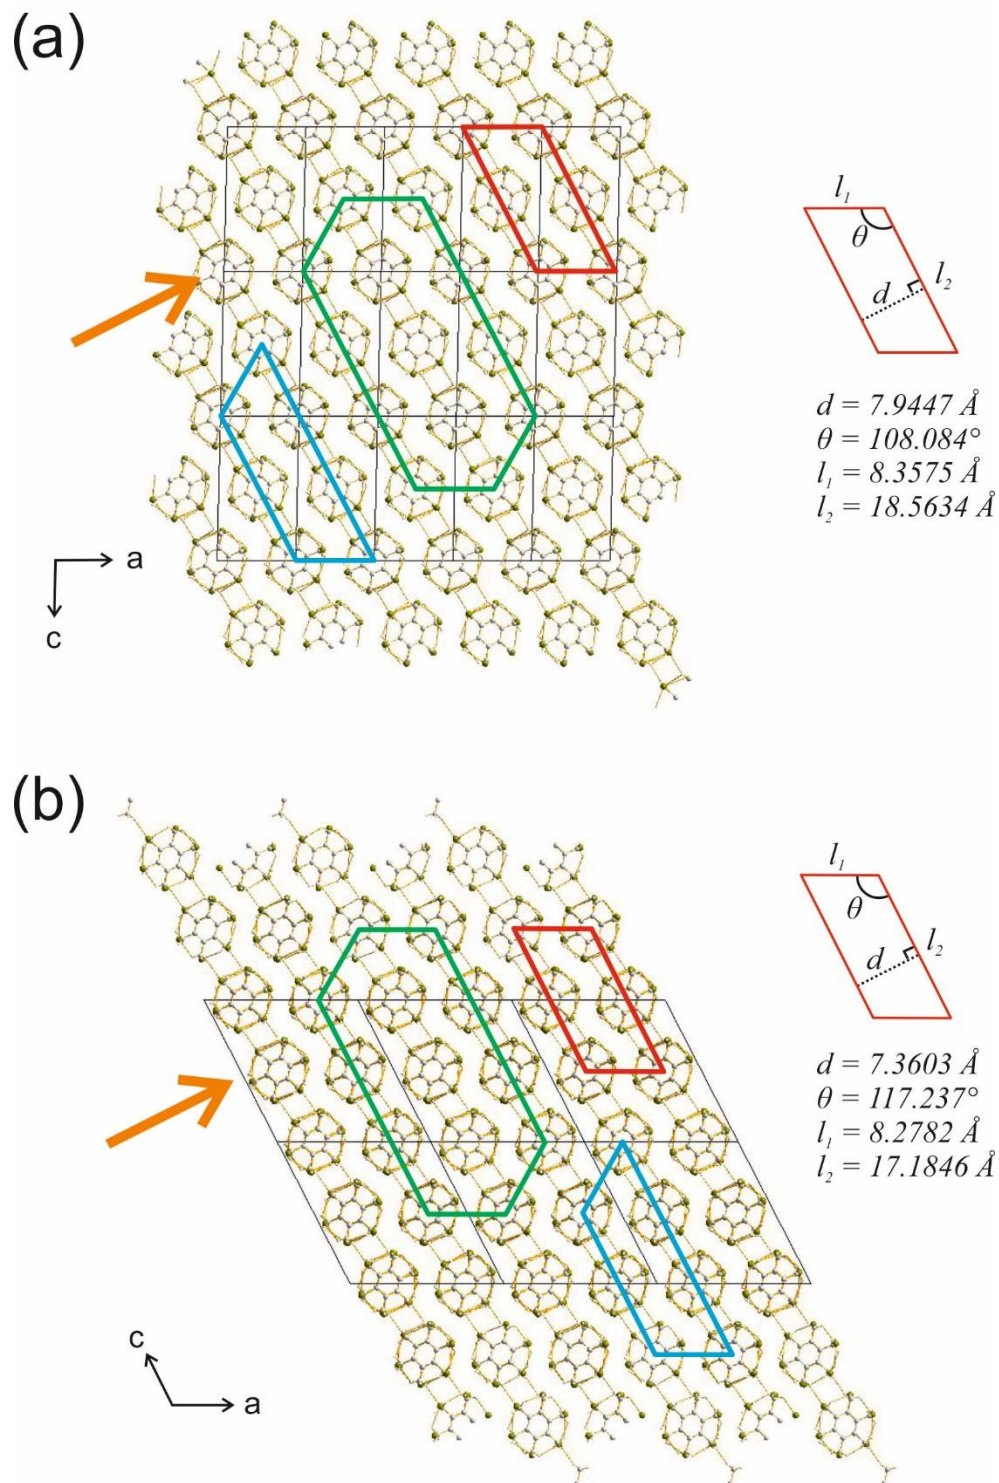 (a)
l₁
θ
l₂
d
d = 7.9447 Å
θ = 108.084°
l₁ = 8.3575 Å
l₂ = 18.5634 Å
a
c
(b)
l₁
θ
l₂
d
d = 7.3603 Å
θ = 117.237°
l₁ = 8.2782 Å
l₂ = 17.1846 Å
c
a